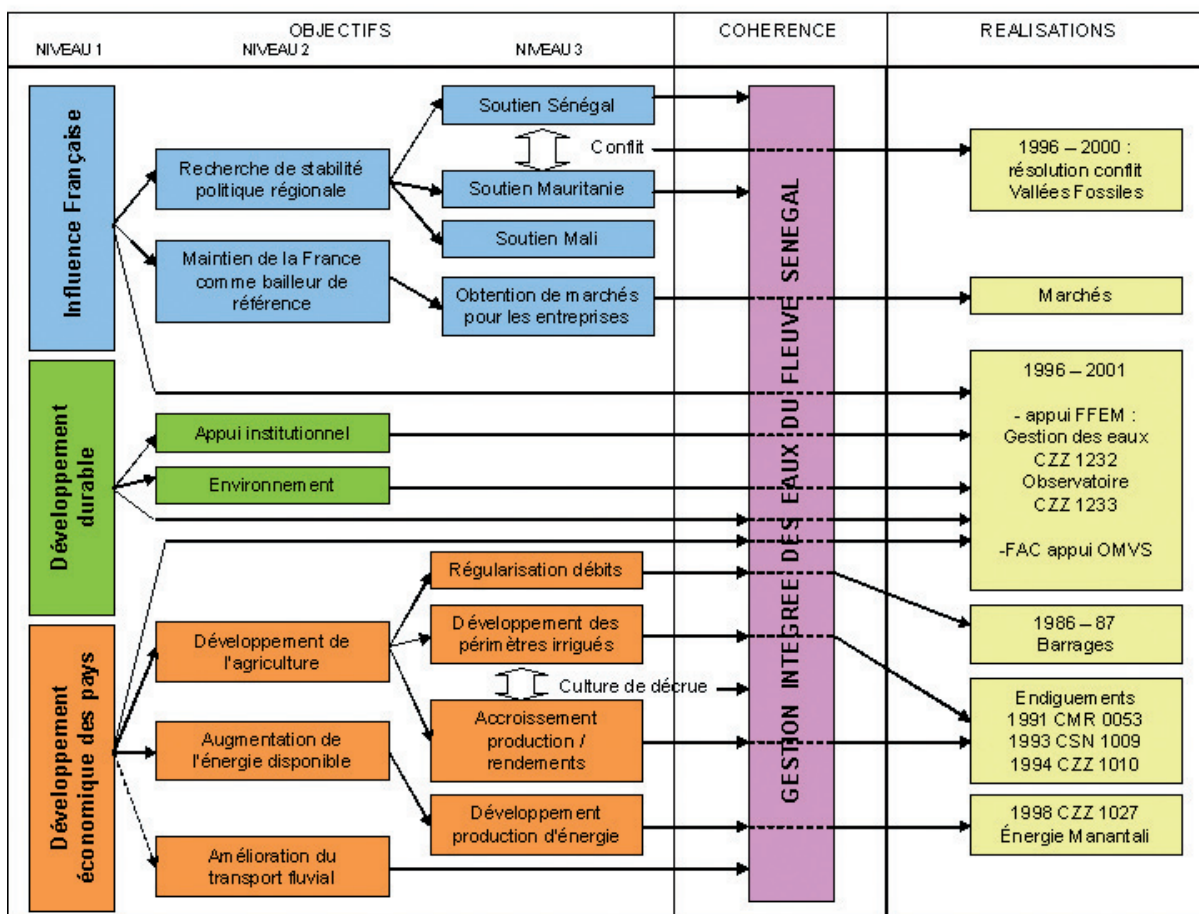 OBJECTIFS
COHERENCE
REALISATIONS
NIVEAU 1
NIVEAU 2
NIVEAU 3
Influence Française
Recherche de stabilité
politique régionale
Maintien de la France
comme bailleur de
référence
Soutien Sénégal
Conflit
Soutien Mauritanie
Soutien Mali
Obtention de marchés
pour les entreprises
Développement
durable
Appui institutionnel
Environnement
Développement
économique des pays
Développement de
l'agriculture
Augmentation de
l'énergie disponible
Amélioration du
transport fluvial
Régularisation débits
Développement des
périmètres irrigués
Culture de décrue
Accroissement
production /
rendements
Développement
production d'énergie
GESTION INTEGREE DES EAUX DU FLEUVE SENEGAL
1996 – 2000 :
résolution conflit
Vallées Fossiles
Marchés
1996 – 2001
- appui FFEM :
Gestion des eaux
CZZ 1232
Observatoire
CZZ 1233
-FAC appui OMVS
1986 – 87
Barrages
Endiguements
1991 CMR 0053
1993 CSN 1009
1994 CZZ 1010
1998 CZZ 1027
Énergie Manantali